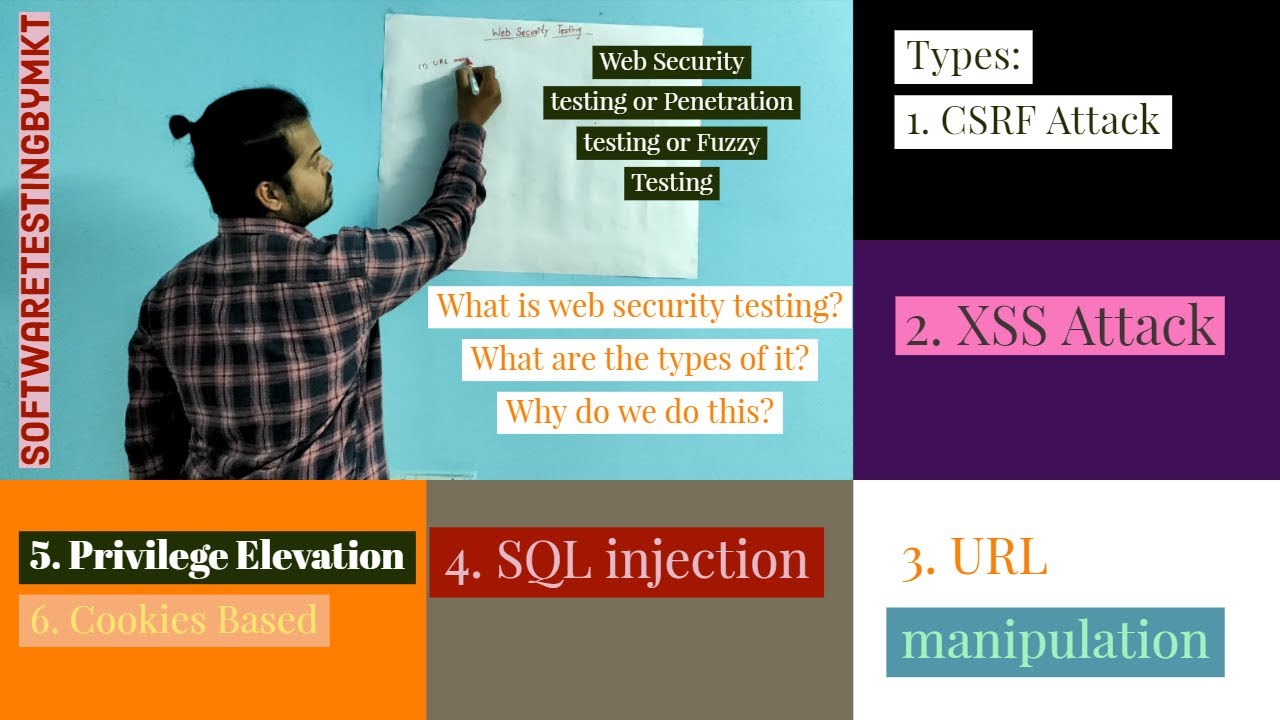 SOFTWARETESTINGBYMKT
Web Security Testing
(1) URL
Web Security
testing or Penetration
testing or Fuzzy
Testing
What is web security testing?
What are the types of it?
Why do we do this?
Types:
1. CSRF Attack
2. XSS Attack
3. URL
manipulation
4. SQL injection
5. Privilege Elevation
6. Cookies Based